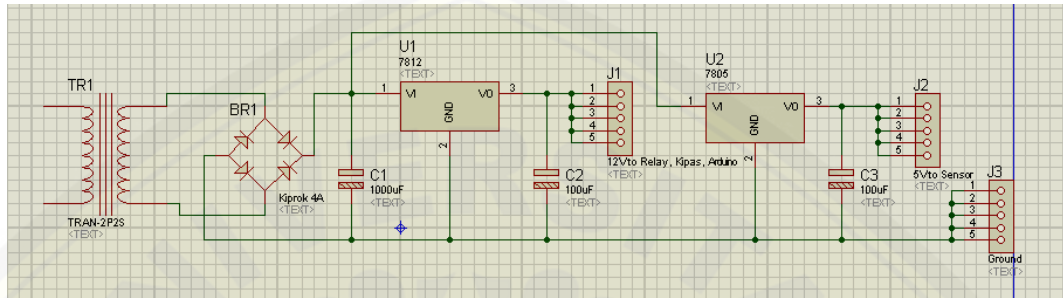 TR1
TRAN-2P2S
<TEXT>
BR1
Kiprok 4A
<TEXT>
C1
1000uF
<TEXT>
U1
7812
<TEXT>
1
VI
VO
3
GND
2
C2
100uF
<TEXT>
J1
1
2
3
4
5
12Vto Relay, Kipas, Arduino
<TEXT>
U2
7805
<TEXT>
1
VI
VO
3
GND
2
C3
100uF
<TEXT>
J2
1
2
3
4
5
5Vto Sensor
<TEXT>
J3
1
2
3
4
5
Ground
<TEXT>